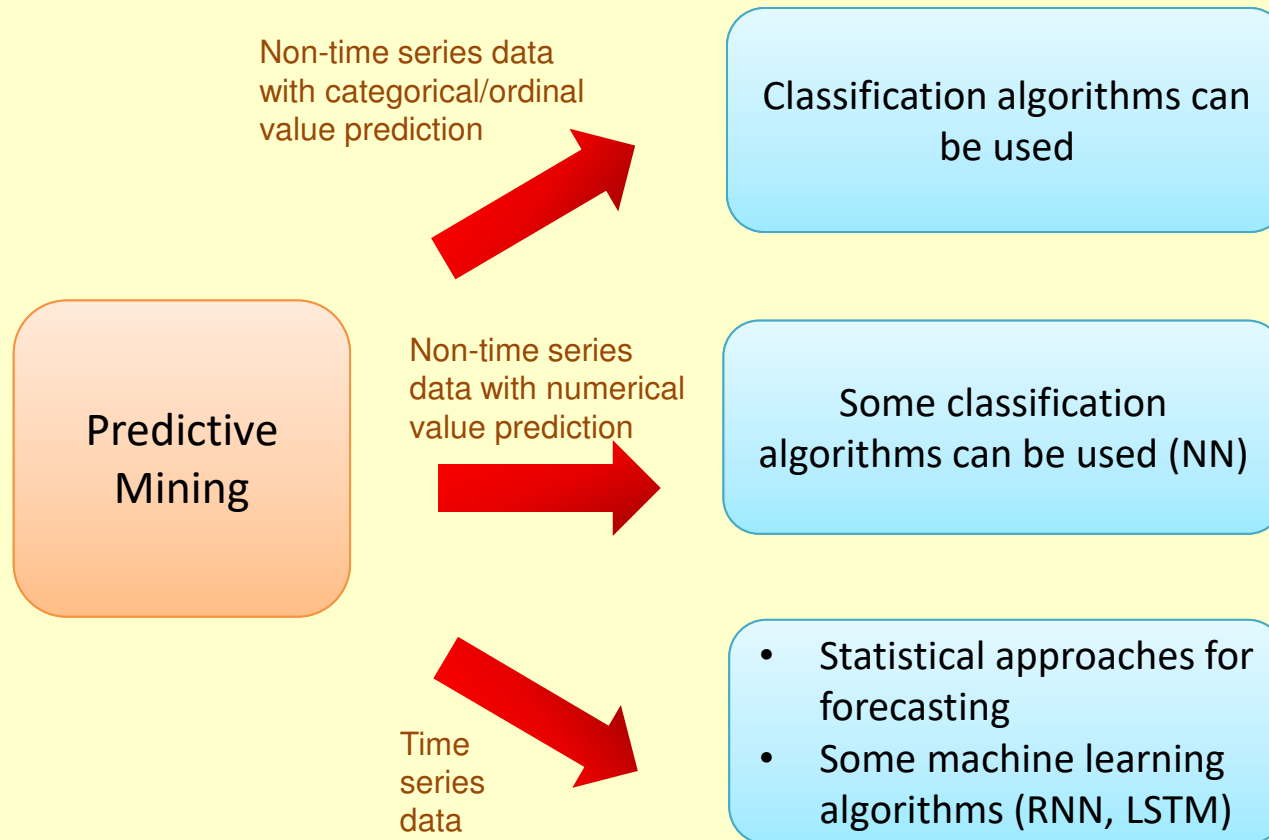 Non-time series data
with categorical/ordinal
value prediction
Classification algorithms can
be used
Predictive
Mining
Non-time series
data with numerical
value prediction
Some classification
algorithms can be used (NN)
Time
series
data
• Statistical approaches for
forecasting
• Some machine learning
algorithms (RNN, LSTM)